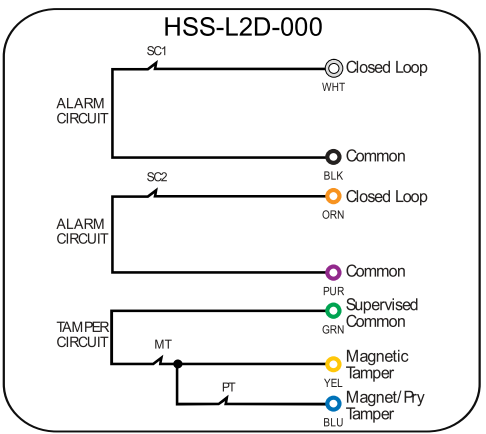 HSS-L2D-000
SC1
Closed Loop
WHT
ALARM
CIRCUIT
Common
BLK
SC2
Closed Loop
ORN
ALARM
CIRCUIT
Common
PUR
Supervised
Common
GRN
TAMPER
CIRCUIT
MT
Magnetic
Tamper
YEL
PT
Magnet/Pry
Tamper
BLU